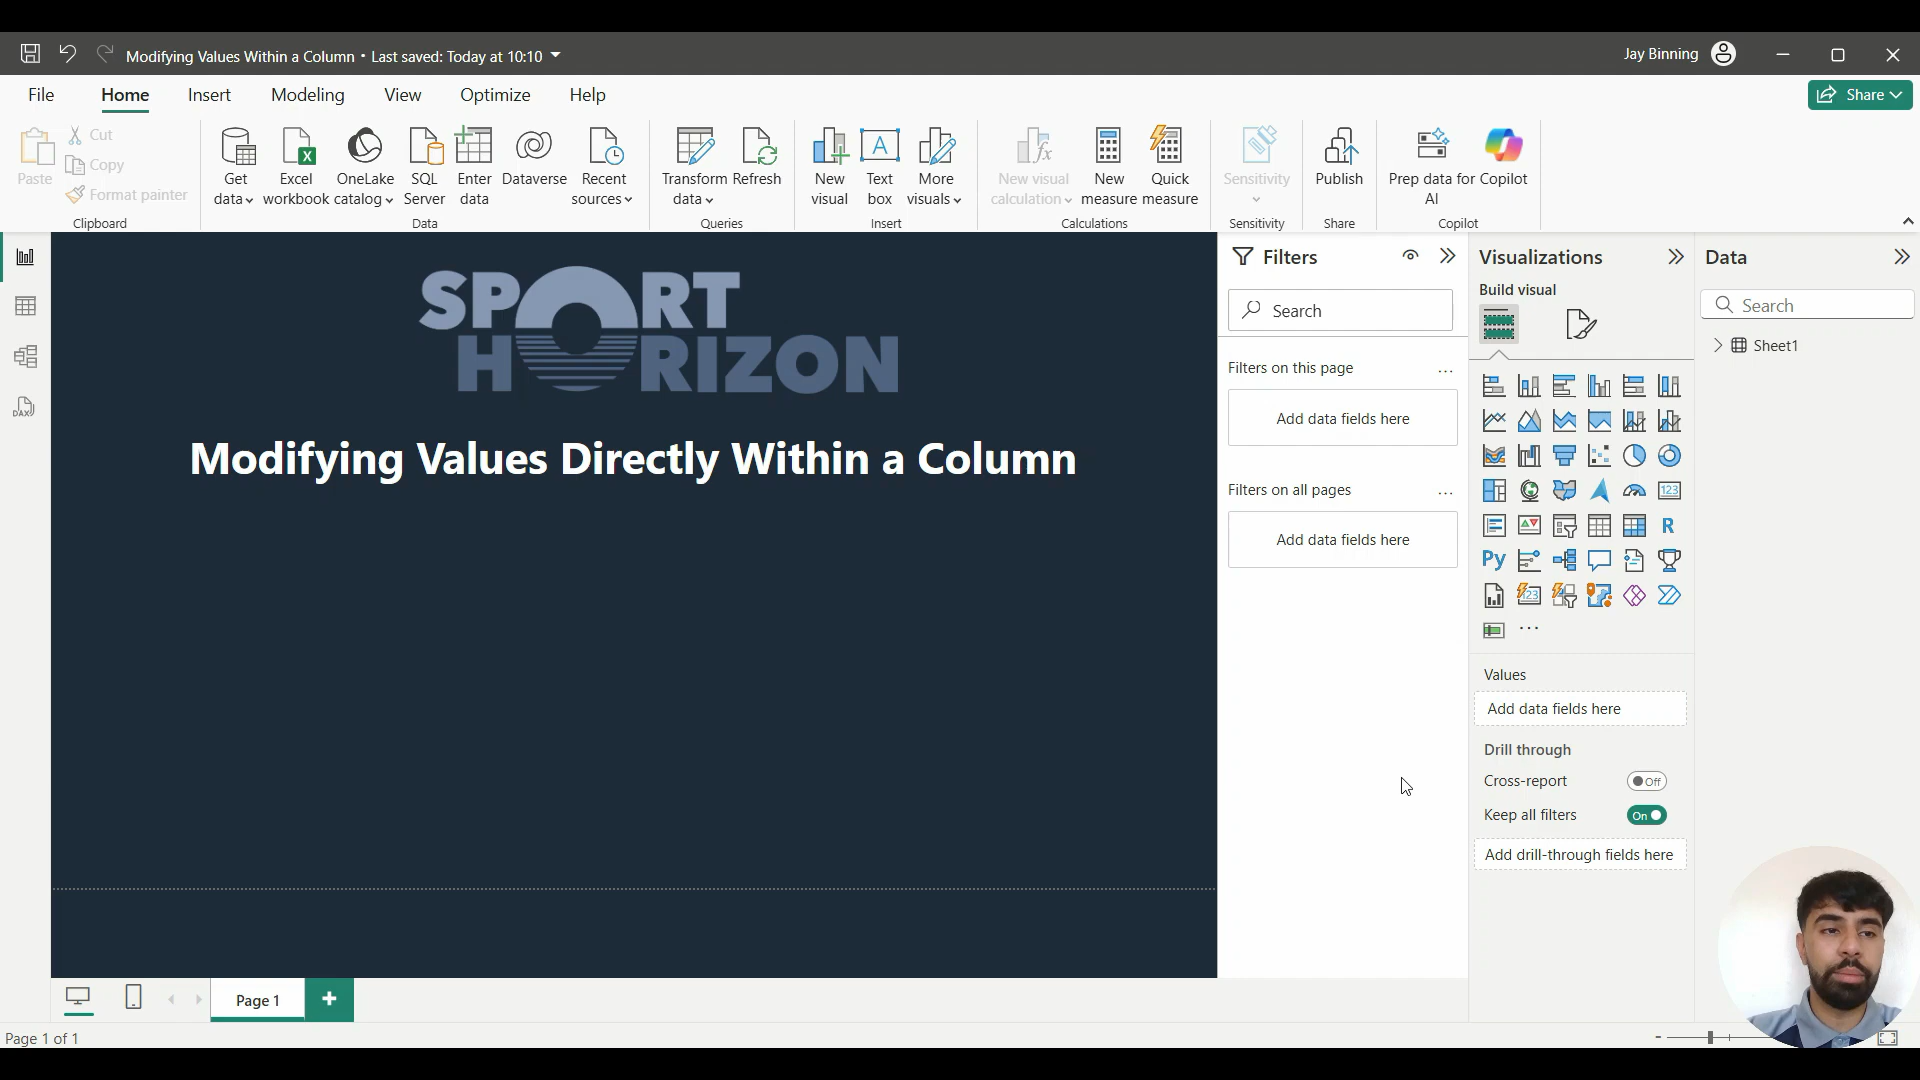 Modifying Values Within a Column • Last saved: Today at 10:10
Jay Binning
File Home Insert Modeling View Optimize Help
Share
Paste
Cut
Copy
Format painter
Clipboard
Get data
Excel workbook
OneLake catalog
SQL Server
Enter data
Dataverse
Recent sources
Data
Transform data
Refresh
Queries
New visual
Text box
More visuals
Insert
New visual calculation
New measure
Quick measure
Calculations
Sensitivity
Sensitivity
Publish
Share
Prep data for AI
Copilot
Copilot
SPORT
HORIZON
Modifying Values Directly Within a Column
Filters
Search
Filters on this page
...
Add data fields here
Filters on all pages
...
Add data fields here
Visualizations
Build visual
123
R
Py
123
...
Values
Add data fields here
Drill through
Cross-report
Off
Keep all filters
On
Add drill-through fields here
Data
Search
Sheet1
DAX
Page 1
+
Page 1 of 1